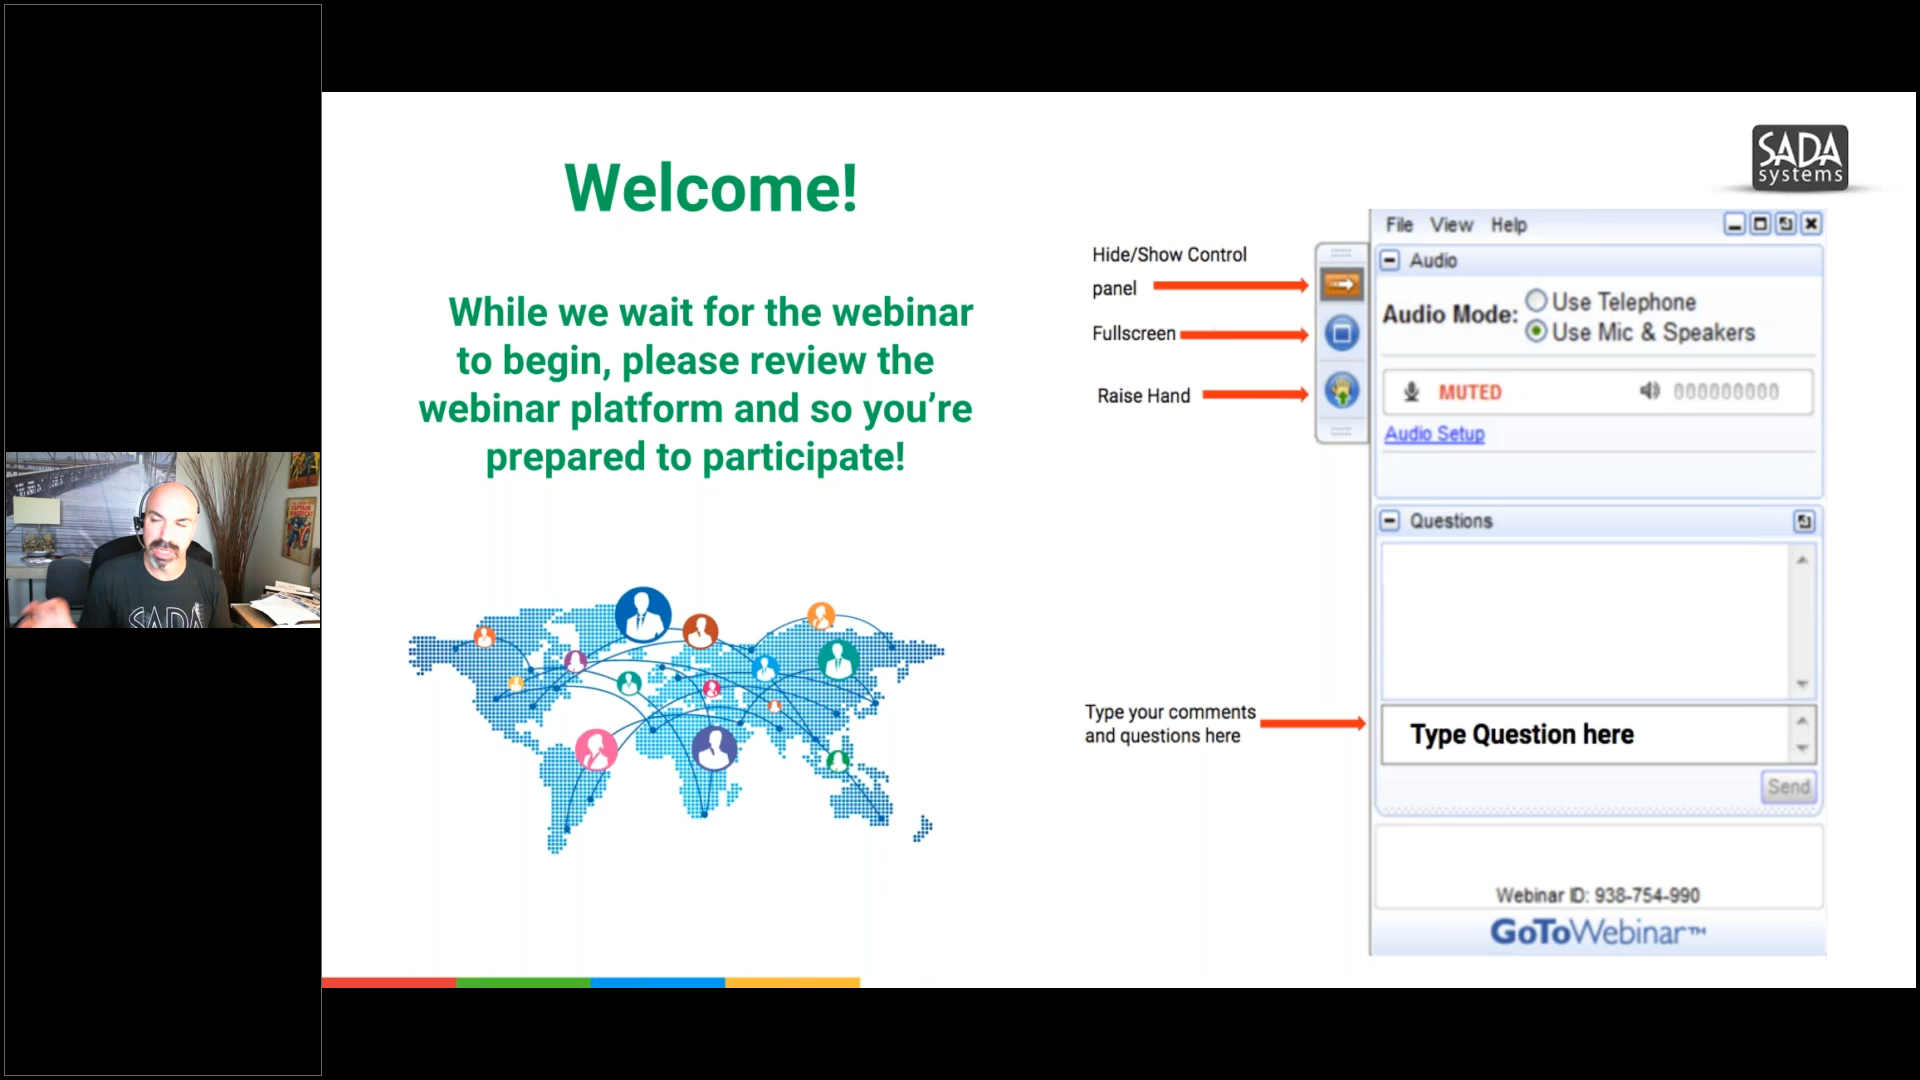 Welcome!
While we wait for the webinar
to begin, please review the
webinar platform and so you’re
prepared to participate!
SADA
systems
Hide/Show Control
panel
Fullscreen
Raise Hand
Type your comments
and questions here
File View Help
Audio
Audio Mode:
Use Telephone
Use Mic & Speakers
MUTED
000000000
Audio Setup
Questions
Type Question here
Send
Webinar ID: 938-754-990
GoToWebinar™
SADA
CAPTAIN
AMERICA